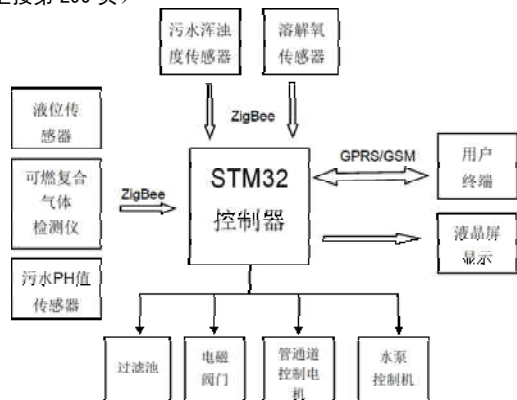 污水浑浊
度传感器
溶解氧
传感器
ZigBee
液位传
感器
可燃复合
气体
检测仪
ZigBee
污水PH值
传感器
STM32
控制器
GPRS/GSM
用户
终端
液晶屏
显示
过滤池
电磁
阀门
管通道
控制电
机
水泵
控制机